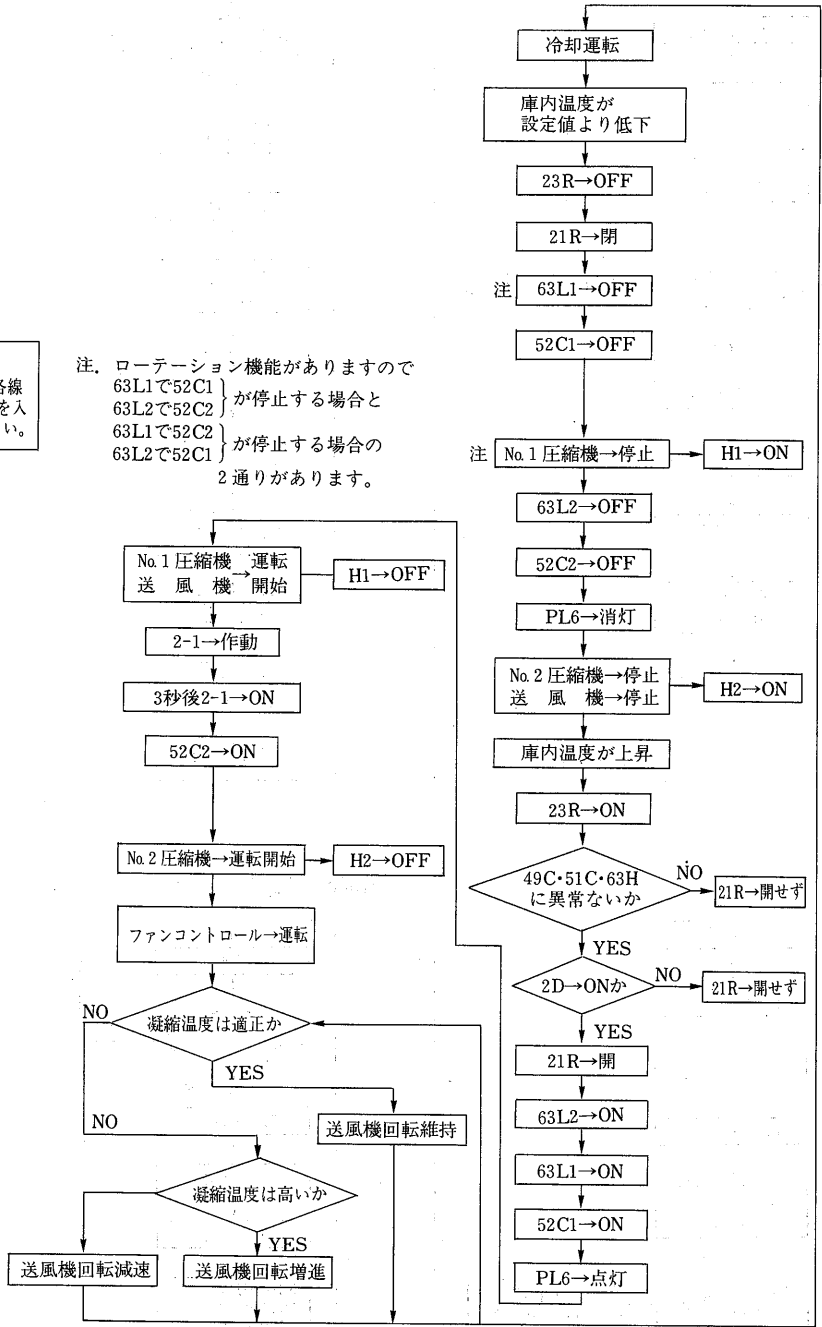 各線
を入
い。
注. ローテーション機能がありますので
63L1で52C1
63L2で52C2
}が停止する場合と
63L1で52C2
63L2で52C1
}が停止する場合の
2通りがあります。
冷却運転
庫内温度が
設定値より低下
23R→OFF
21R→閉
注 63L1→OFF
52C1→OFF
注 No.1圧縮機→停止
H1→ON
63L2→OFF
52C2→OFF
PL6→消灯
No.2圧縮機→停止
送風機→停止
H2→ON
庫内温度が上昇
23R→ON
49C・51C・63H
に異常ないか
NO
21R→開せず
YES
2D→ONか
NO
21R→開せず
YES
21R→開
63L2→ON
63L1→ON
52C1→ON
PL6→点灯
No.1圧縮機→運転
送風機 開始
H1→OFF
2-1→作動
3秒後2-1→ON
52C2→ON
No.2圧縮機→運転開始
H2→OFF
ファンコントロール→運転
凝縮温度は適正か
NO
YES
送風機回転維持
NO
凝縮温度は高いか
YES
送風機回転減速
送風機回転増進